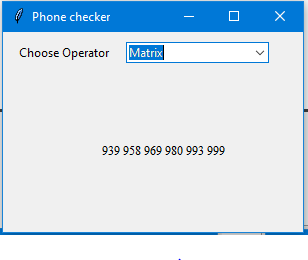 Phone checker
Choose Operator Matrix
939 958 969 980 993 999